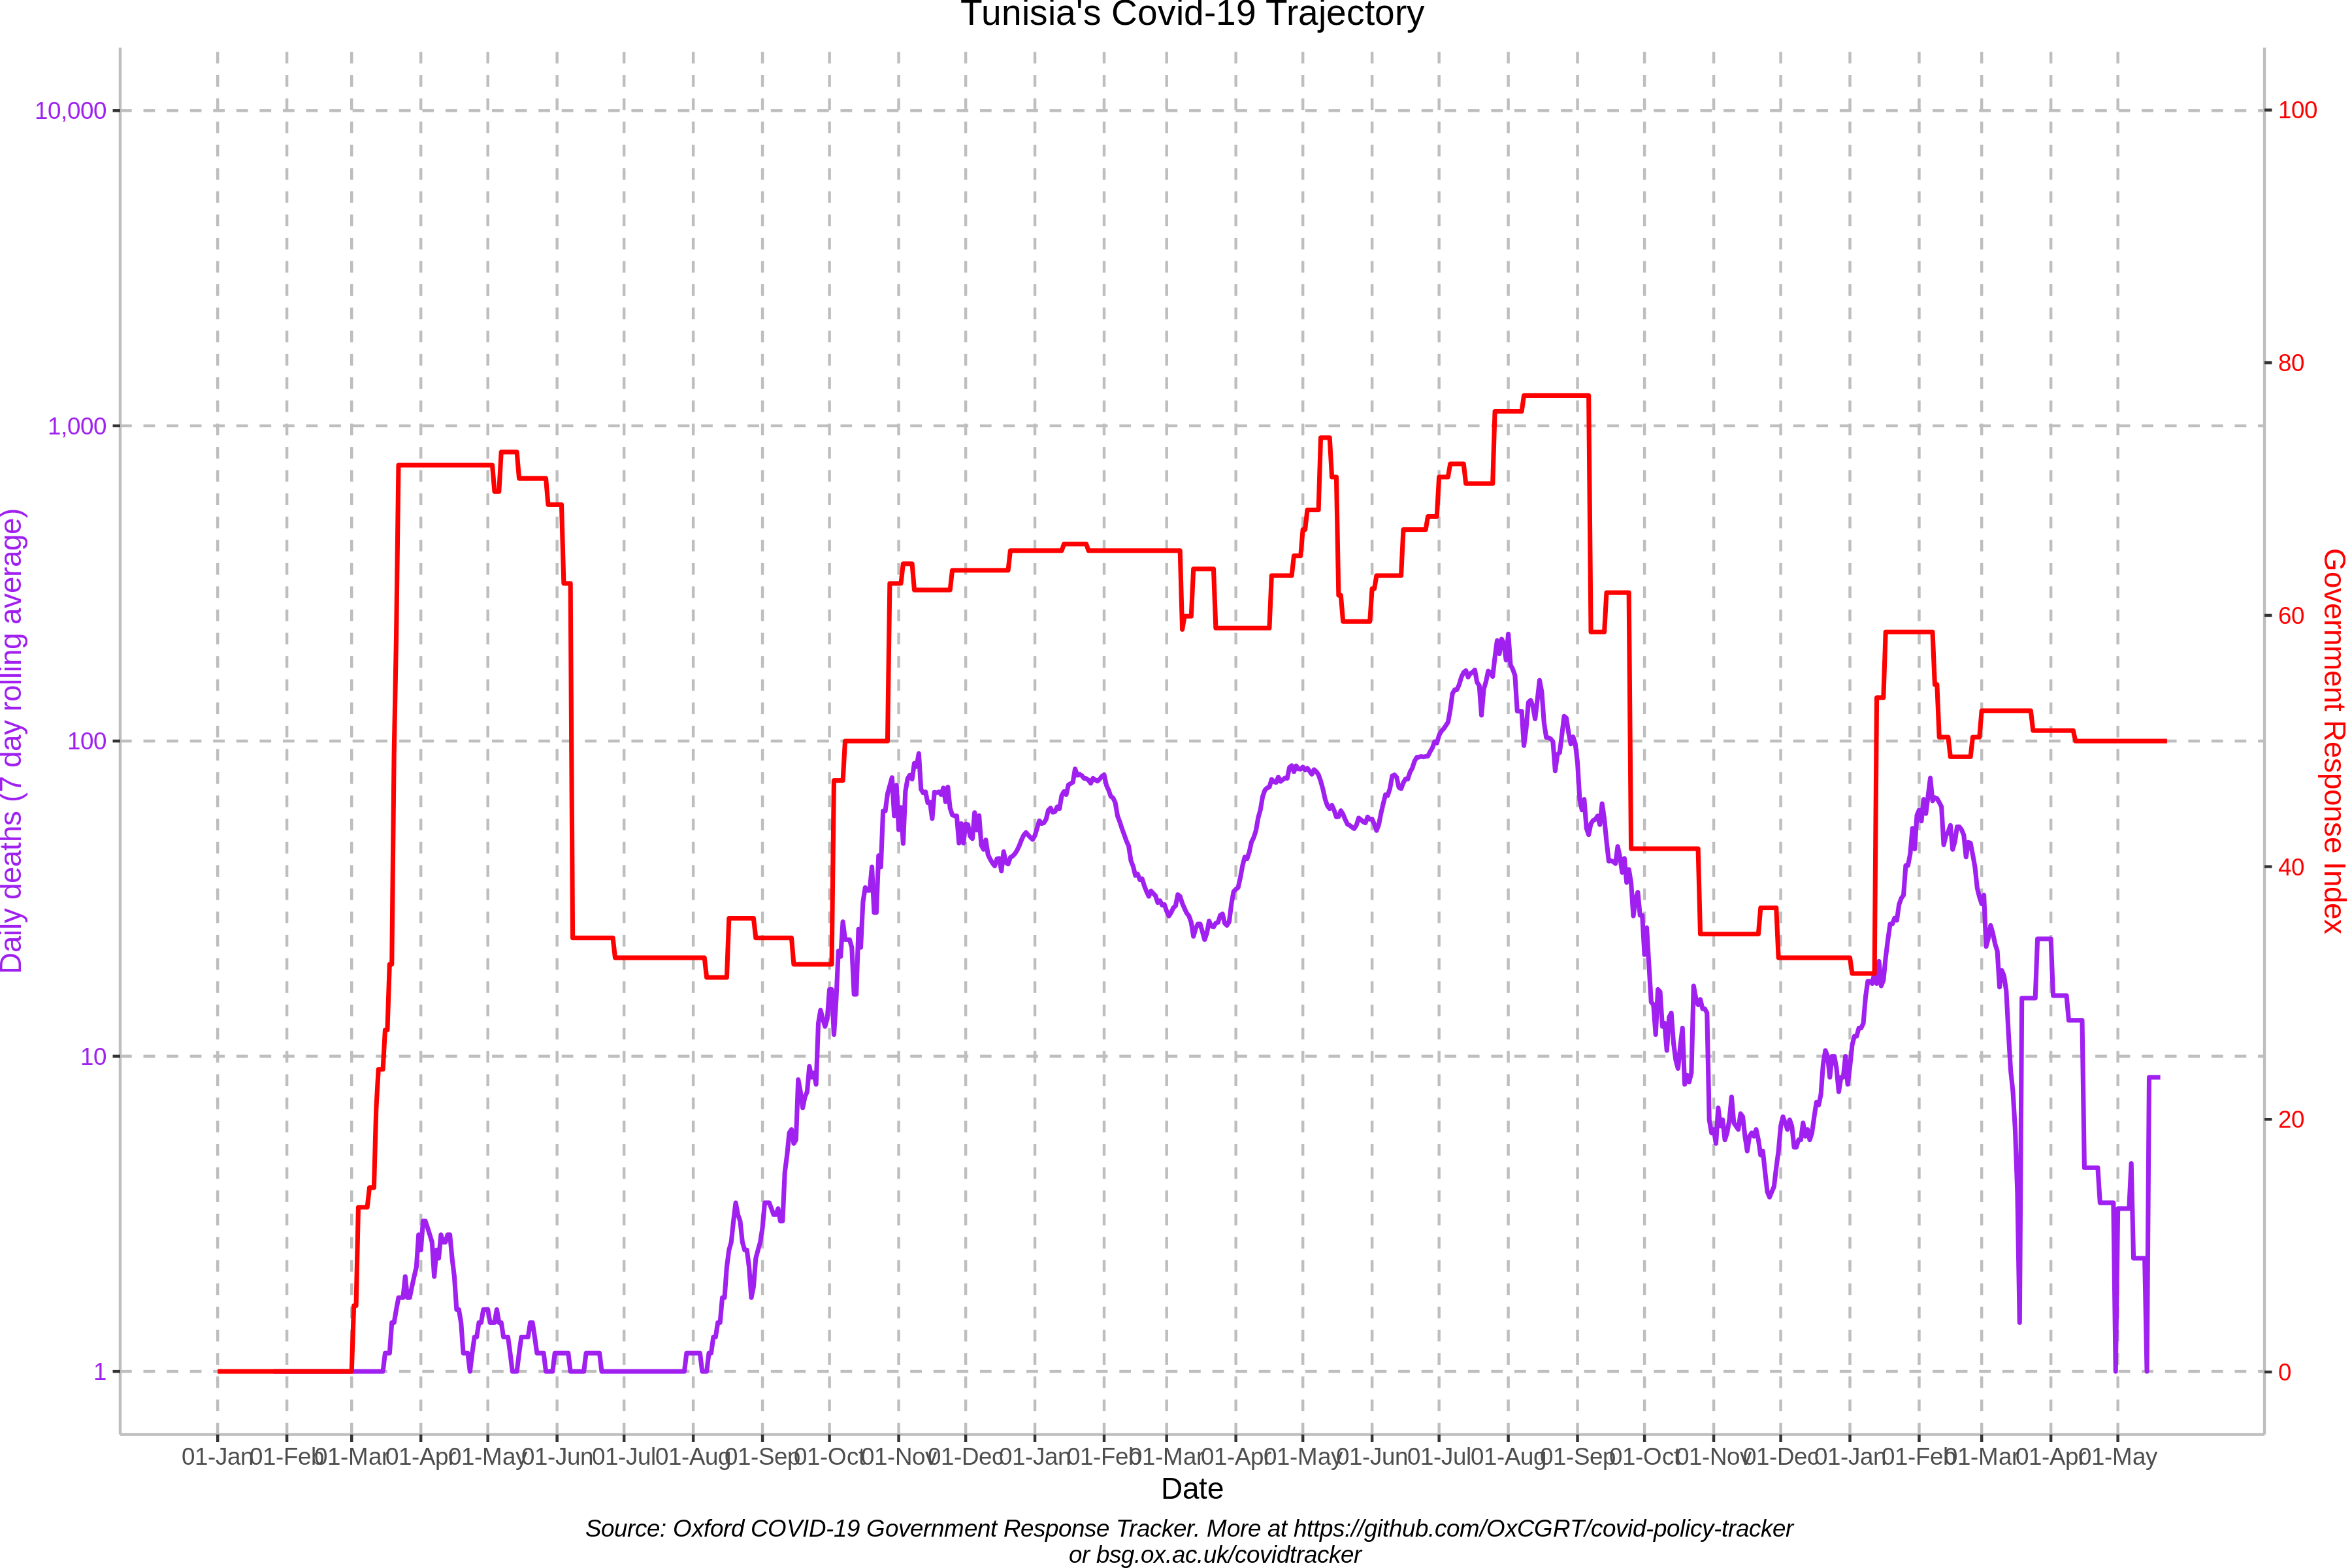 Tunisia's Covid-19 Trajectory
10,000
1,000
100
10
1
Daily deaths (7 day rolling average)
100
80
60
40
20
0
Government Response Index
01-Jan 01-Feb 01-Mar 01-Apr 01-May 01-Jun 01-Jul 01-Aug 01-Sep 01-Oct 01-Nov 01-Dec 01-Jan 01-Feb 01-Mar 01-Apr 01-May 01-Jun 01-Jul 01-Aug 01-Sep 01-Oct 01-Nov 01-Dec 01-Jan 01-Feb 01-Mar 01-Apr 01-May
Date
Source: Oxford COVID-19 Government Response Tracker. More at https://github.com/OxCGRT/covid-policy-tracker
or bsg.ox.ac.uk/covidtracker